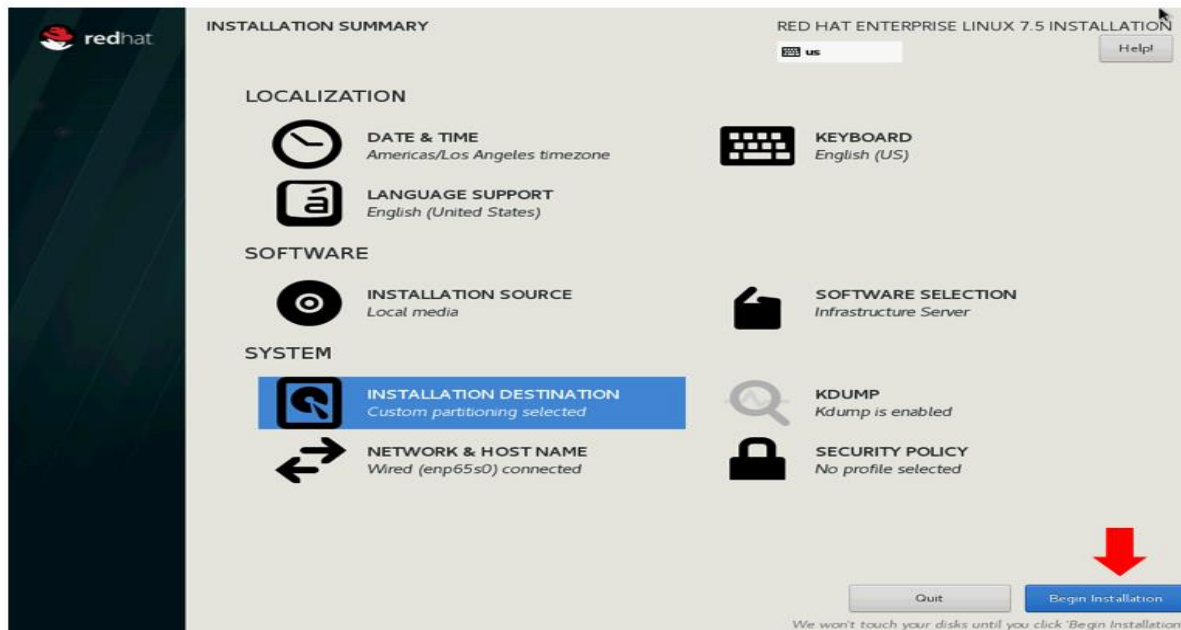 redhat
INSTALLATION SUMMARY
RED HAT ENTERPRISE LINUX 7.5 INSTALLATION
us
Help!
LOCALIZATION
DATE & TIME
Americas/Los Angeles timezone
KEYBOARD
English (US)
á
LANGUAGE SUPPORT
English (United States)
SOFTWARE
INSTALLATION SOURCE
Local media
SOFTWARE SELECTION
Infrastructure Server
SYSTEM
INSTALLATION DESTINATION
Custom partitioning selected
KDUMP
Kdump is enabled
NETWORK & HOST NAME
Wired (enp65s0) connected
SECURITY POLICY
No profile selected
Quit
Begin Installation
We won't touch your disks until you click 'Begin Installation